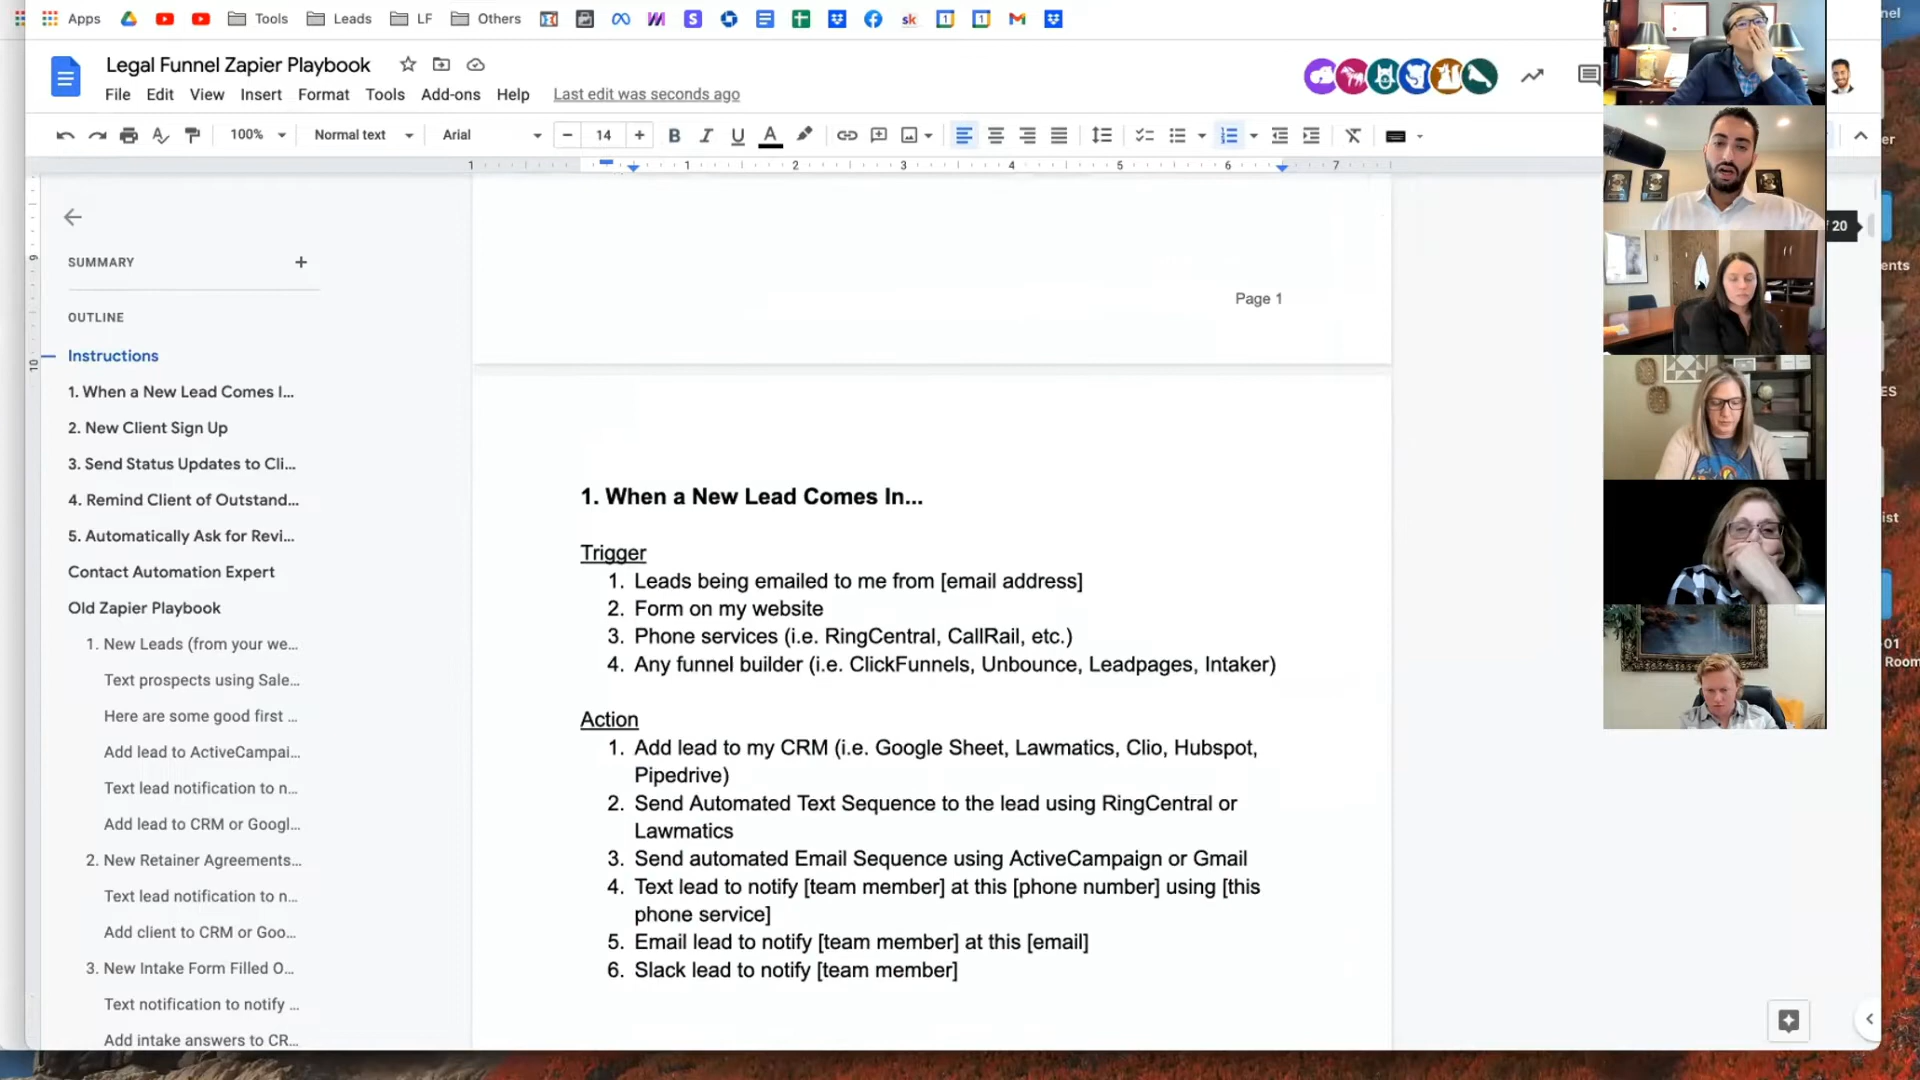 Apps
Tools
Leads
LF
Others
Legal Funnel Zapier Playbook
File Edit View Insert Format Tools Add-ons Help Last edit was seconds ago
100% Normal text Arial 14
1 1 2 3 4 5 6 7
SUMMARY
OUTLINE
Instructions
1. When a New Lead Comes I...
2. New Client Sign Up
3. Send Status Updates to Cli...
4. Remind Client of Outstand...
5. Automatically Ask for Revi...
Contact Automation Expert
Old Zapier Playbook
1. New Leads (from your we...
Text prospects using Sale...
Here are some good first ...
Add lead to ActiveCampai...
Text lead notification to n...
Add lead to CRM or Googl...
2. New Retainer Agreements...
Text lead notification to n...
Add client to CRM or Goo...
3. New Intake Form Filled O...
Text notification to notify ...
Add intake answers to CR...
9
10
Page 1
1. When a New Lead Comes In...
Trigger
1. Leads being emailed to me from [email address]
2. Form on my website
3. Phone services (i.e. RingCentral, CallRail, etc.)
4. Any funnel builder (i.e. ClickFunnels, Unbounce, Leadpages, Intaker)
Action
1. Add lead to my CRM (i.e. Google Sheet, Lawmatics, Clio, Hubspot,
Pipedrive)
2. Send Automated Text Sequence to the lead using RingCentral or
Lawmatics
3. Send automated Email Sequence using ActiveCampaign or Gmail
4. Text lead to notify [team member] at this [phone number] using [this
phone service]
5. Email lead to notify [team member] at this [email]
6. Slack lead to notify [team member]
20
Room